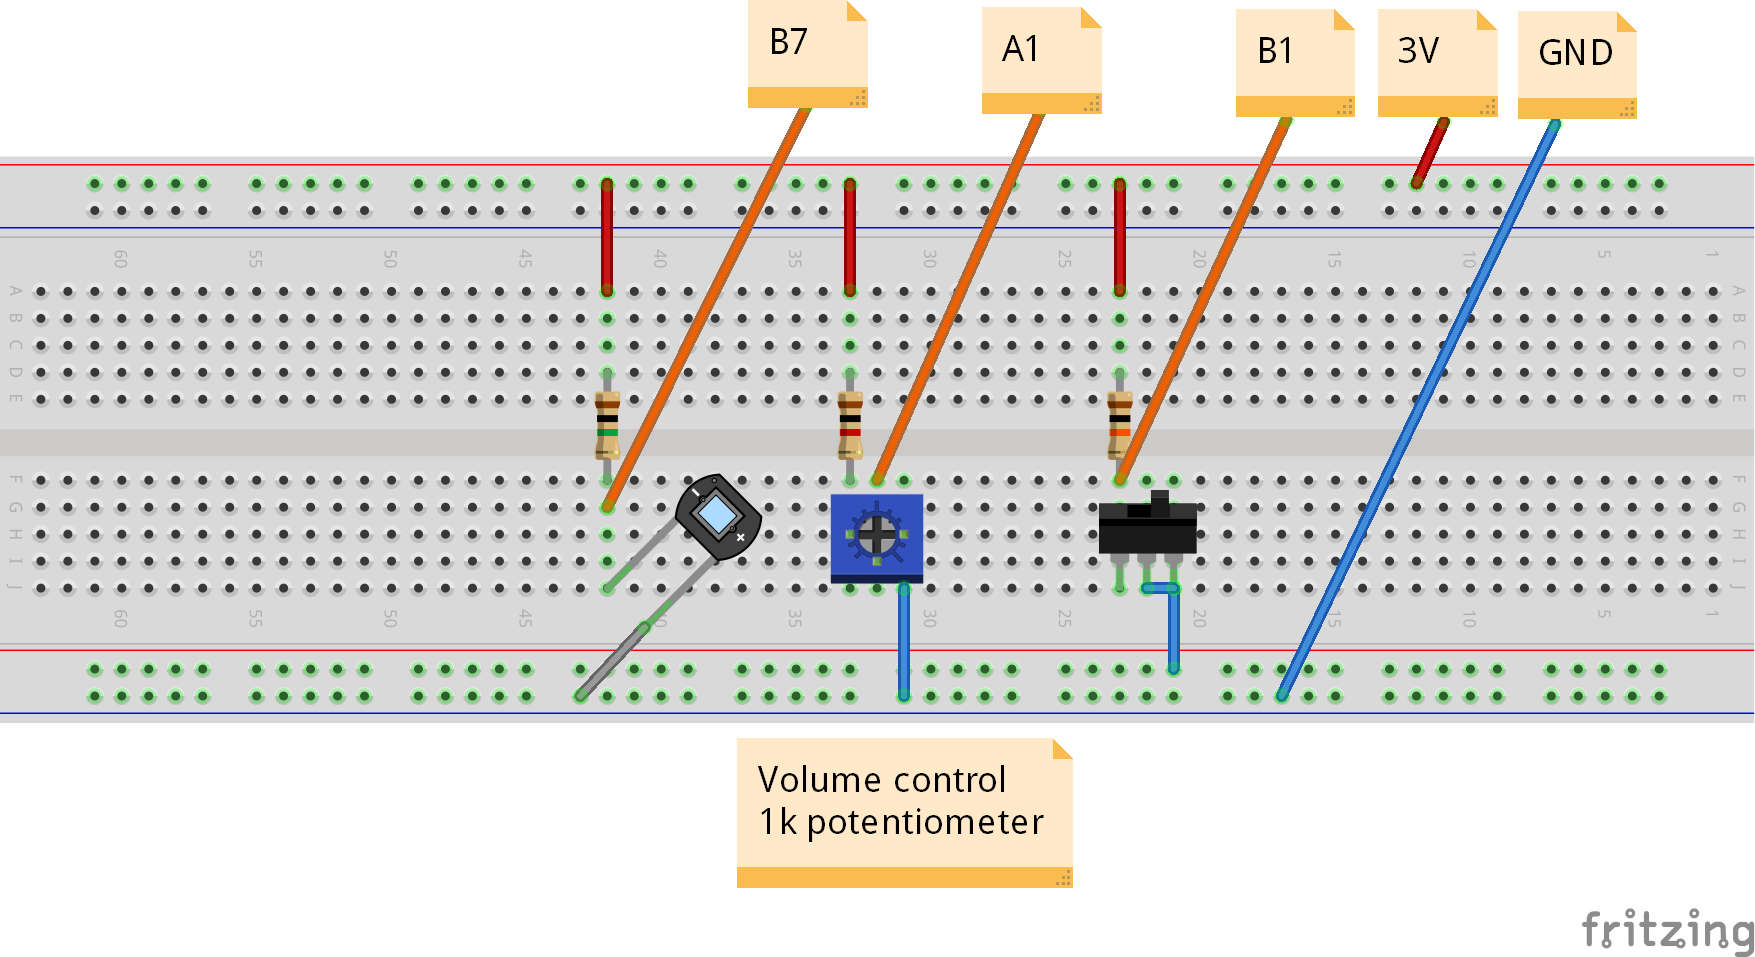 B7
A1
B1
3V
GND
60 55 50 45 40 35 30 25 20 15 10 5 1
A A
B B
C C
D D
E E
F F
G G
H H
I I
J J
60 55 50 45 35 30 25 20 15 10 5 1
Volume control
1k potentiometer
fritzing